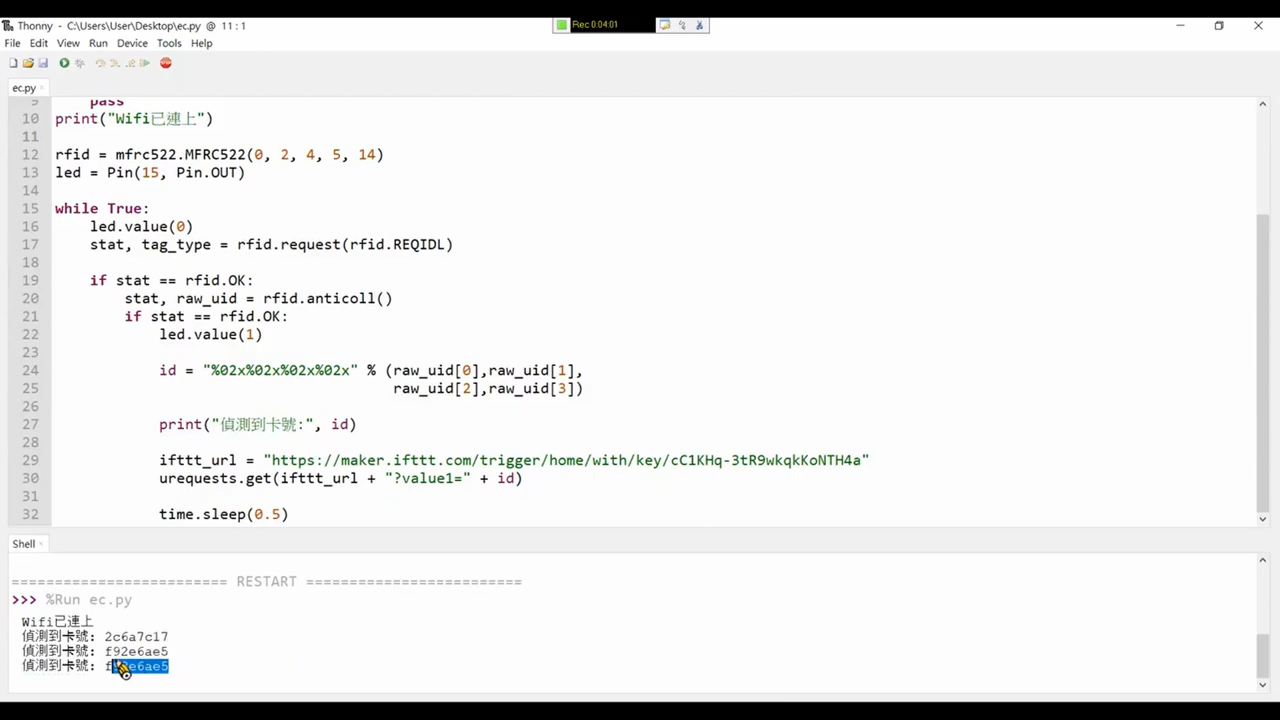 Thonny - C:\Users\User\Desktop\ec.py @ 11 : 1
Rec 0:04:01
File Edit View Run Device Tools Help
ec.py
9 pass
10 print("Wifi已連上")
11
12 rfid = mfrc522.MFRC522(0, 2, 4, 5, 14)
13 led = Pin(15, Pin.OUT)
14
15 while True:
16 led.value(0)
17 stat, tag_type = rfid.request(rfid.REQIDL)
18
19 if stat == rfid.OK:
20 stat, raw_uid = rfid.anticoll()
21 if stat == rfid.OK:
22 led.value(1)
23
24 id = "%02x%02x%02x%02x" % (raw_uid[0],raw_uid[1],
25 raw_uid[2],raw_uid[3])
26
27 print("偵測到卡號:", id)
28
29 ifttt_url = "https://maker.ifttt.com/trigger/home/with/key/cC1KHq-3tR9wkqkKoNTH4a"
30 urequests.get(ifttt_url + "?value1=" + id)
31
32 time.sleep(0.5)
Shell
========================= RESTART =========================
>>> %Run ec.py
Wifi已連上
偵測到卡號: 2c6a7c17
偵測到卡號: f92e6ae5
偵測到卡號: f92e6ae5